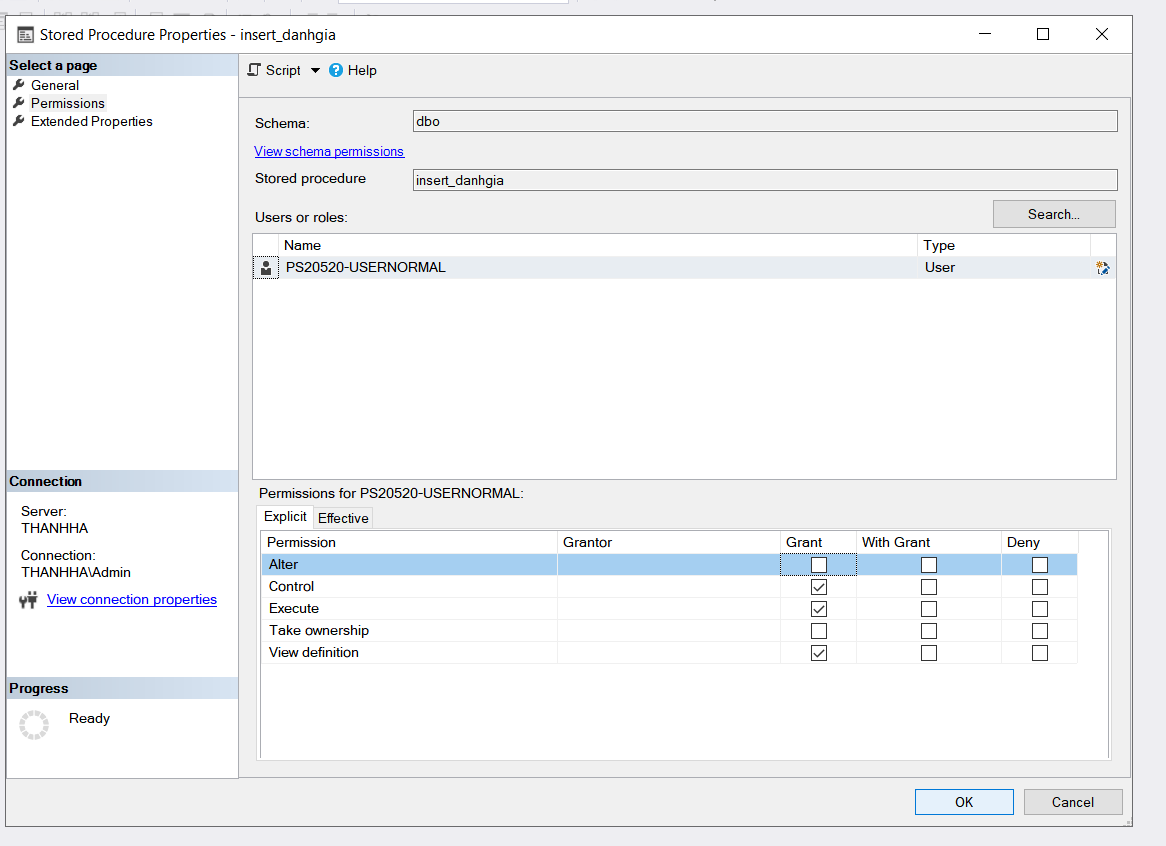 Stored Procedure Properties - insert_danhgia
Select a page
General
Permissions
Extended Properties
Script
Help
Schema:
dbo
View schema permissions
Stored procedure
insert_danhgia
Users or roles:
Search...
Name
Type
PS20520-USERNORMAL
User
Connection
Server:
THANHHA
Connection:
THANHHA\Admin
View connection properties
Progress
Ready
Permissions for PS20520-USERNORMAL:
Explicit
Effective
Permission
Grantor
Grant
With Grant
Deny
Alter
Control
Execute
Take ownership
View definition
OK
Cancel